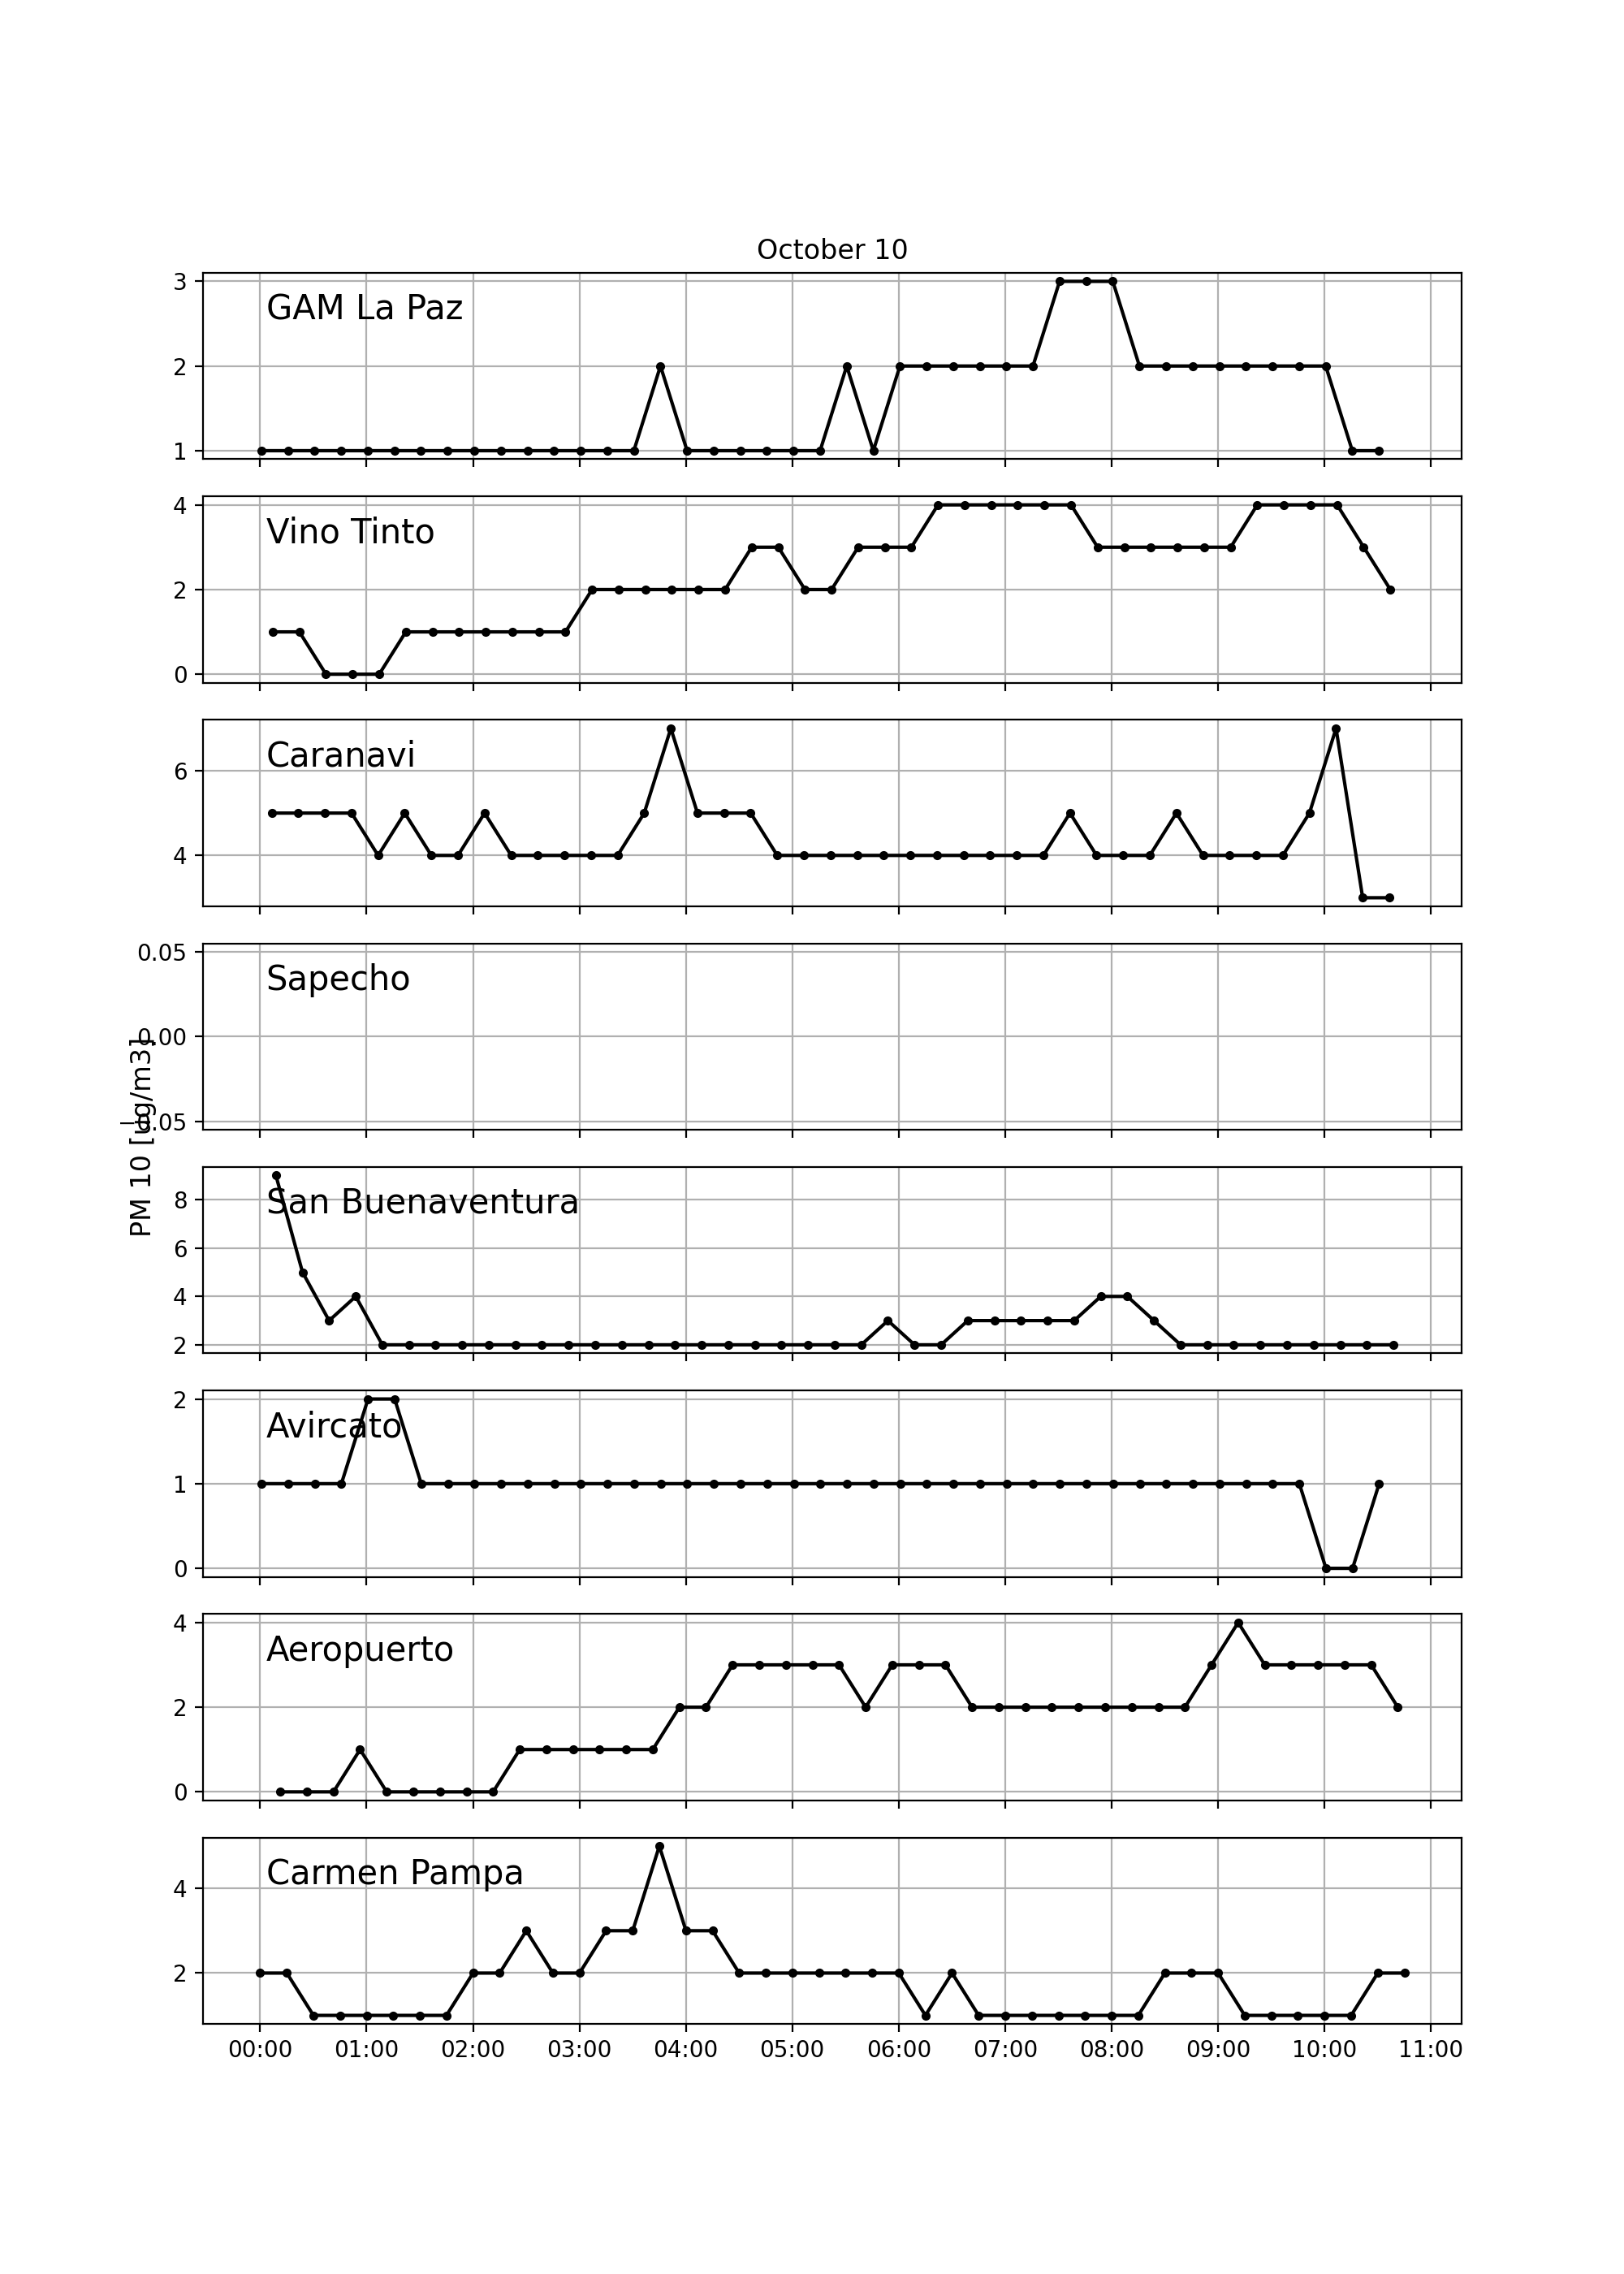 October 10
3
GAM La Paz
2
1
4
Vino Tinto
2
0
Caranavi
6
4
0.05
Sapecho
0.00
−0.05
PM 10 [ug/m3]
San Buenaventura
8
6
4
2
2
Avircato
1
0
4
Aeropuerto
2
0
Carmen Pampa
4
2
00:00 01:00 02:00 03:00 04:00 05:00 06:00 07:00 08:00 09:00 10:00 11:00